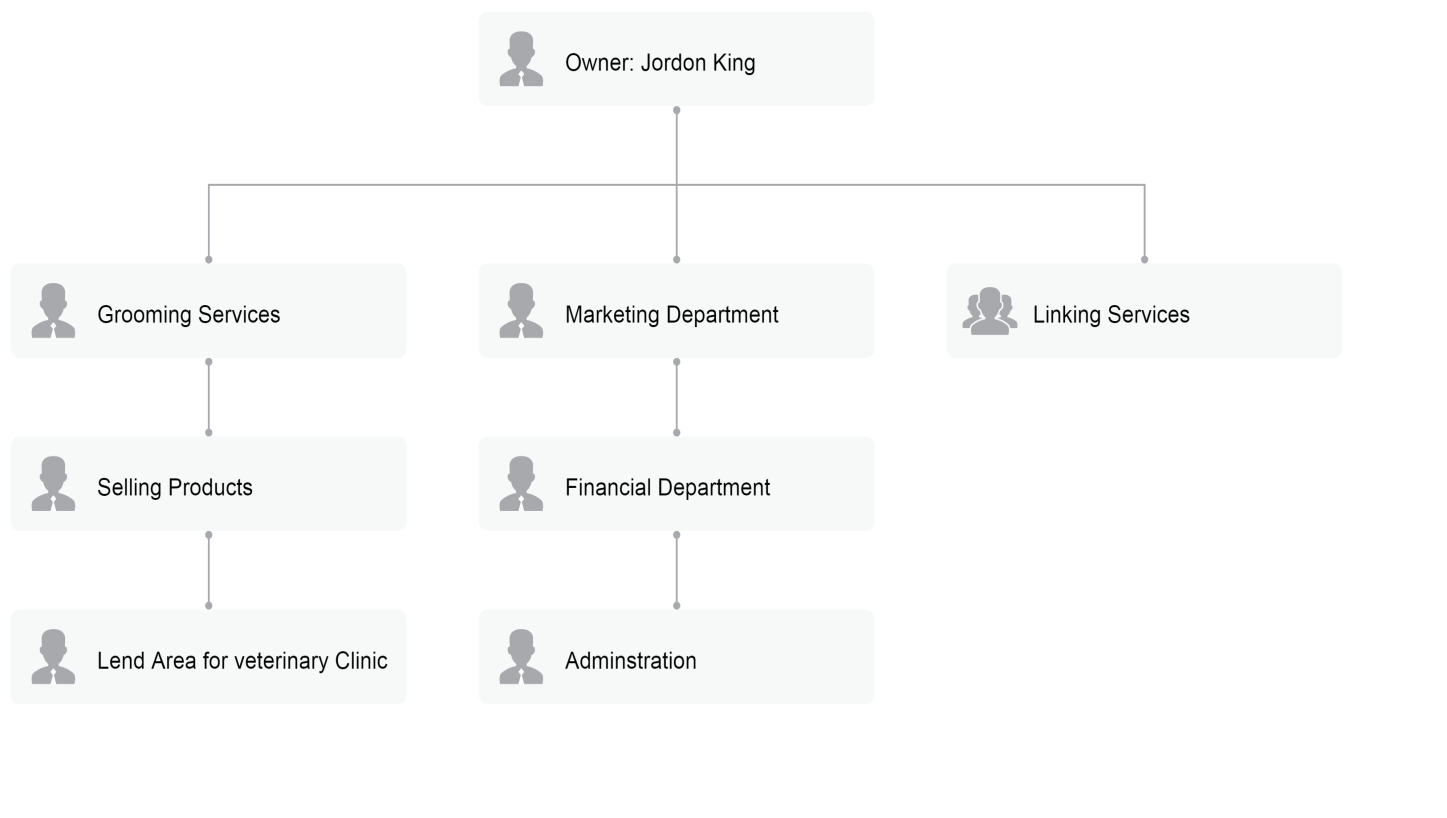 Owner: Jordon King
Grooming Services
Marketing Department
Linking Services
Selling Products
Financial Department
Lend Area for veterinary Clinic
Adminstration